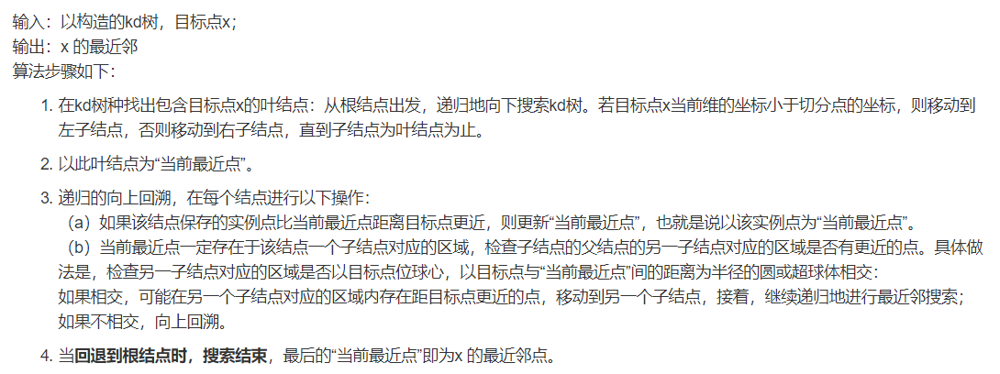 输入：以构造的kd树，目标点x；
输出：x 的最近邻
算法步骤如下：
1. 在kd树种找出包含目标点x的叶结点：从根结点出发，递归地向下搜索kd树。若目标点x当前维的坐标小于切分点的坐标，则移动到
左子结点，否则移动到右子结点，直到子结点为叶结点为止。
2. 以此叶结点为“当前最近点”。
3. 递归的向上回溯，在每个结点进行以下操作：
（a）如果该结点保存的实例点比当前最近点距离目标点更近，则更新“当前最近点”，也就是说以该实例点为“当前最近点”。
（b）当前最近点一定存在于该结点一个子结点对应的区域，检查子结点的父结点的另一子结点对应的区域是否有更近的点。具体做
法是，检查另一子结点对应的区域是否以目标点位球心，以目标点与“当前最近点”间的距离为半径的圆或超球体相交：
如果相交，可能在另一个子结点对应的区域内存在距目标点更近的点，移动到另一个子结点，接着，继续递归地进行最近邻搜索；
如果不相交，向上回溯。
4. 当回退到根结点时，搜索结束，最后的“当前最近点”即为x 的最近邻点。